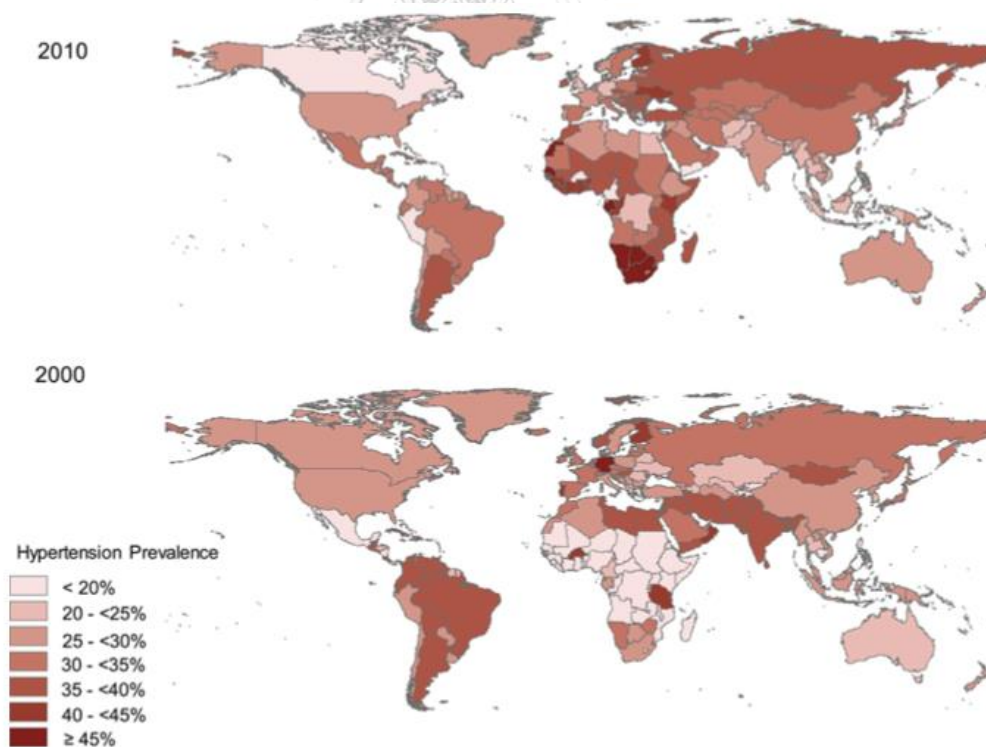 2010
2000
Hypertension Prevalence
< 20%
20 - <25%
25 - <30%
30 - <35%
35 - <40%
40 - <45%
≥ 45%